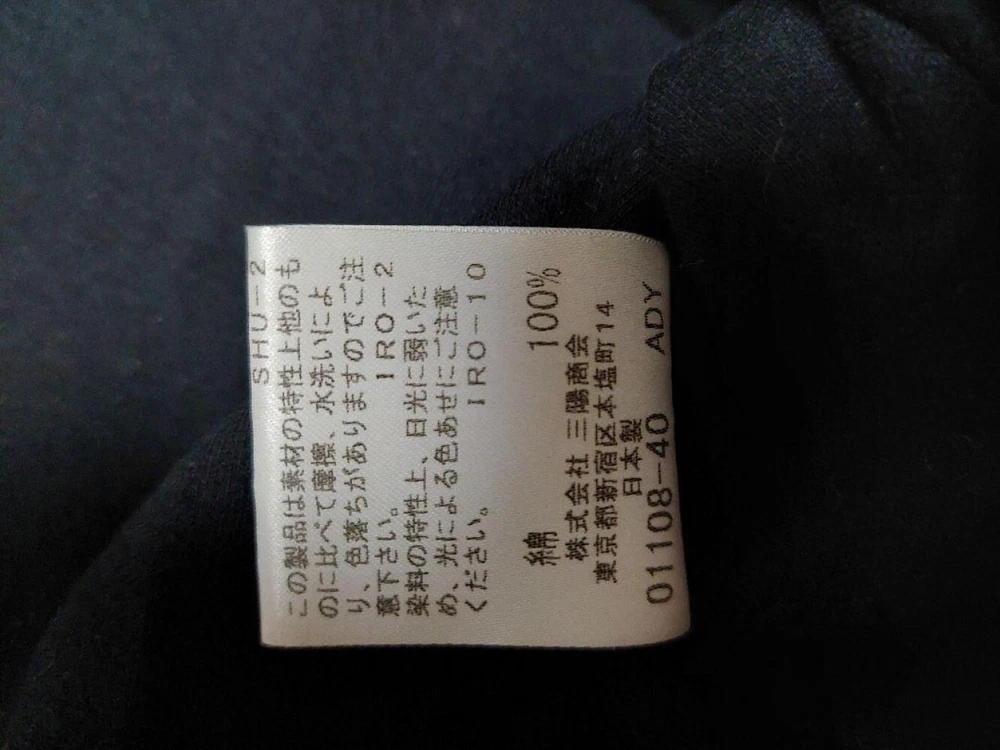 SHU-2
この製品は素材の特性上他のも
のに比べて摩擦、水洗いによ
り、色落ちがありますのでご注
意下さい。 IRO-2
染料の特性上、日光に弱いた
め、光による色あせにご注意
ください。 IRO-10
綿 100%
株式会社 三陽商会
東京都新宿区本塩町14
日本製
01108-40 ADY